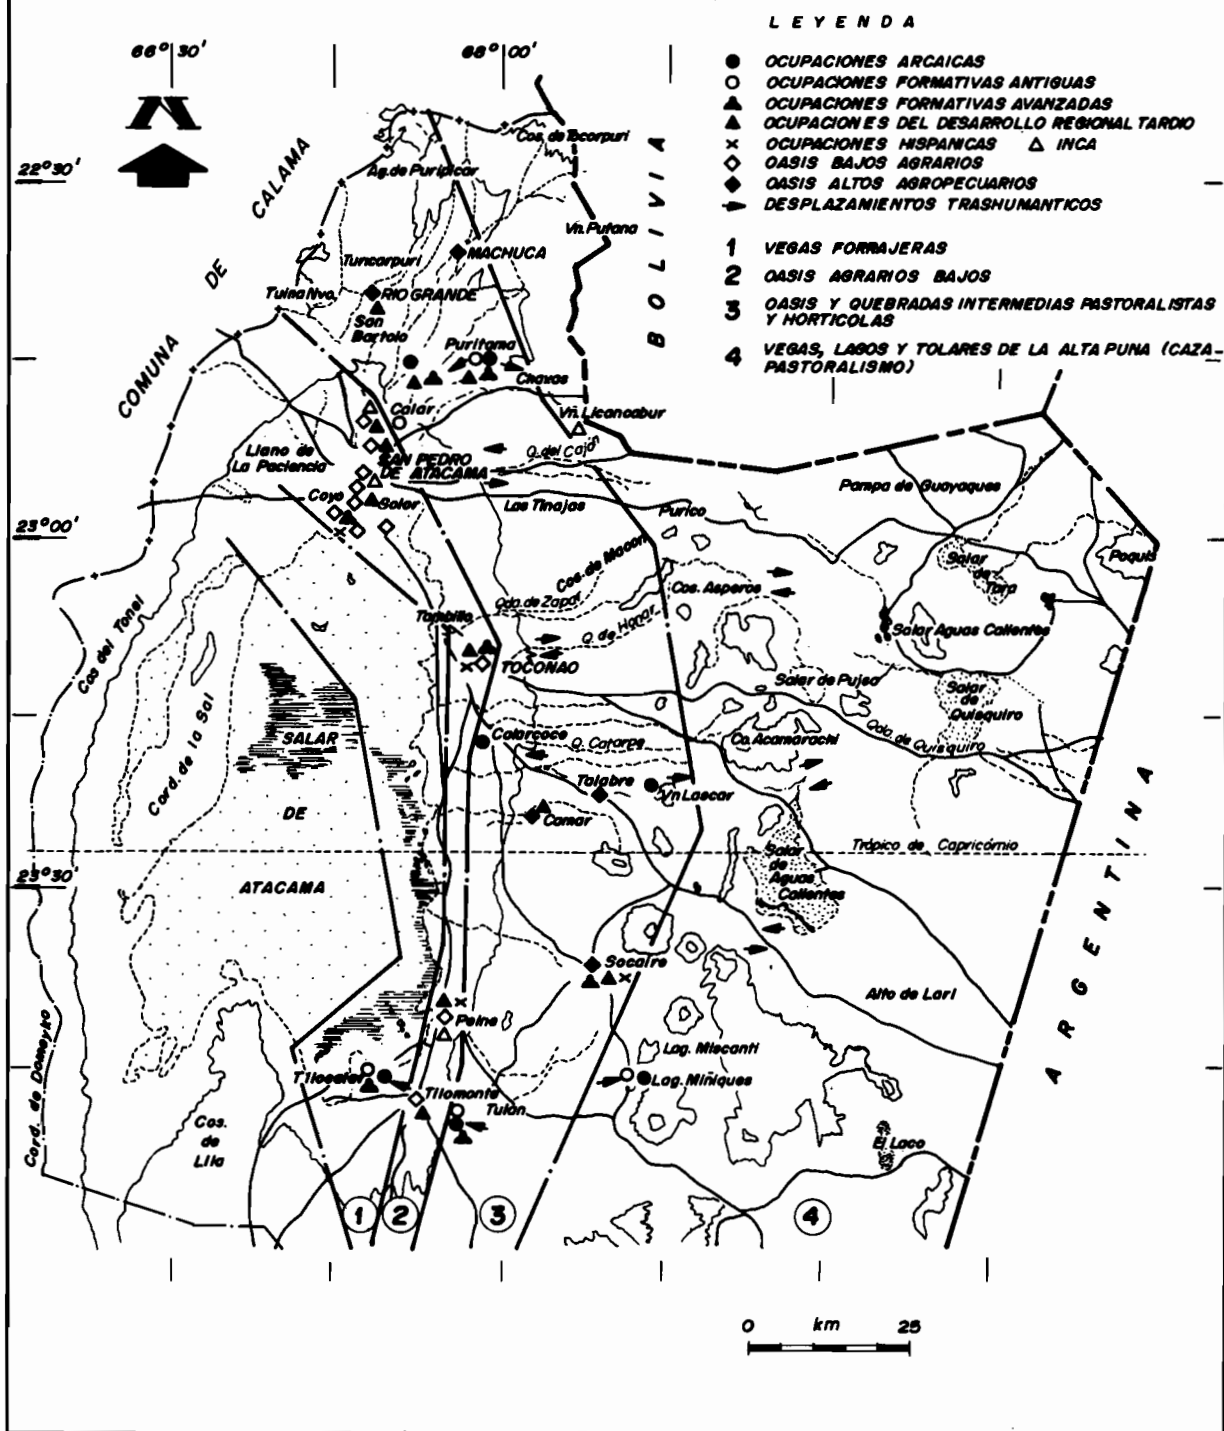 LEYENDA
OCUPACIONES ARCAICAS
OCUPACIONES FORMATIVAS ANTIGUAS
OCUPACIONES FORMATIVAS AVANZADAS
OCUPACIONES DEL DESARROLLO REGIONAL TARDIO
OCUPACIONES HISPANICAS INCA
OASIS BAJOS AGRARIOS
OASIS ALTOS AGROPECUARIOS
DESPLAZAMIENTOS TRASHUMANTICOS
1 VEGAS FORRAJERAS
2 OASIS AGRARIOS BAJOS
3 OASIS Y QUEBRADAS INTERMEDIAS PASTORALISTAS
Y HORTICOLAS
4 VEGAS, LAGOS Y TOLARES DE LA ALTA PUNA (CAZA-
PASTORALISMO)
66°30'
68°00'
22°30'
23°00'
23°30'
COMUNA DE CALAMA
BOLIVIA
ARGENTINA
Cos. de Tocorpuri
Ag. de Puripicar
Vn. Putana
Tuncarpuri
MACHUCA
Tuina Nvo.
RIO GRANDE
San
Bartolo
Puritama
Chaxas
Vn. Licancabur
Catar
Llano de
La Paciencia
SAN PEDRO
DE ATACAMA
Q. del Cajón
Coyo
Solor
Las Tinajas
Purico
Pampa de Guayaques
Salar
de
Tara
Poquis
Cos. de Macon
Cos. Asperos
Qda. de Zapar
Q. de Honar
Tambillo
TOCONAO
Salar Aguas Calientes
Salar de Pujsa
Salar
de
Quisquiro
Qda. de Quisquiro
Cos del Tonel
Cord. de la Sal
SALAR
DE
ATACAMA
Calarcoco
Q. Catarpe
Co. Acamarachi
Talabre
Vn Lascar
Camar
Trópico de Capricórnio
Salar
de
Aguas
Calientes
Socaire
Alto de Lari
Peine
Lag. Miscanti
Lag. Miñiques
Tilocalar
Tilomonte
Tulan
El Laco
Cord. de Domeyko
Cos.
de
Lila
1
2
3
4
0 km 25